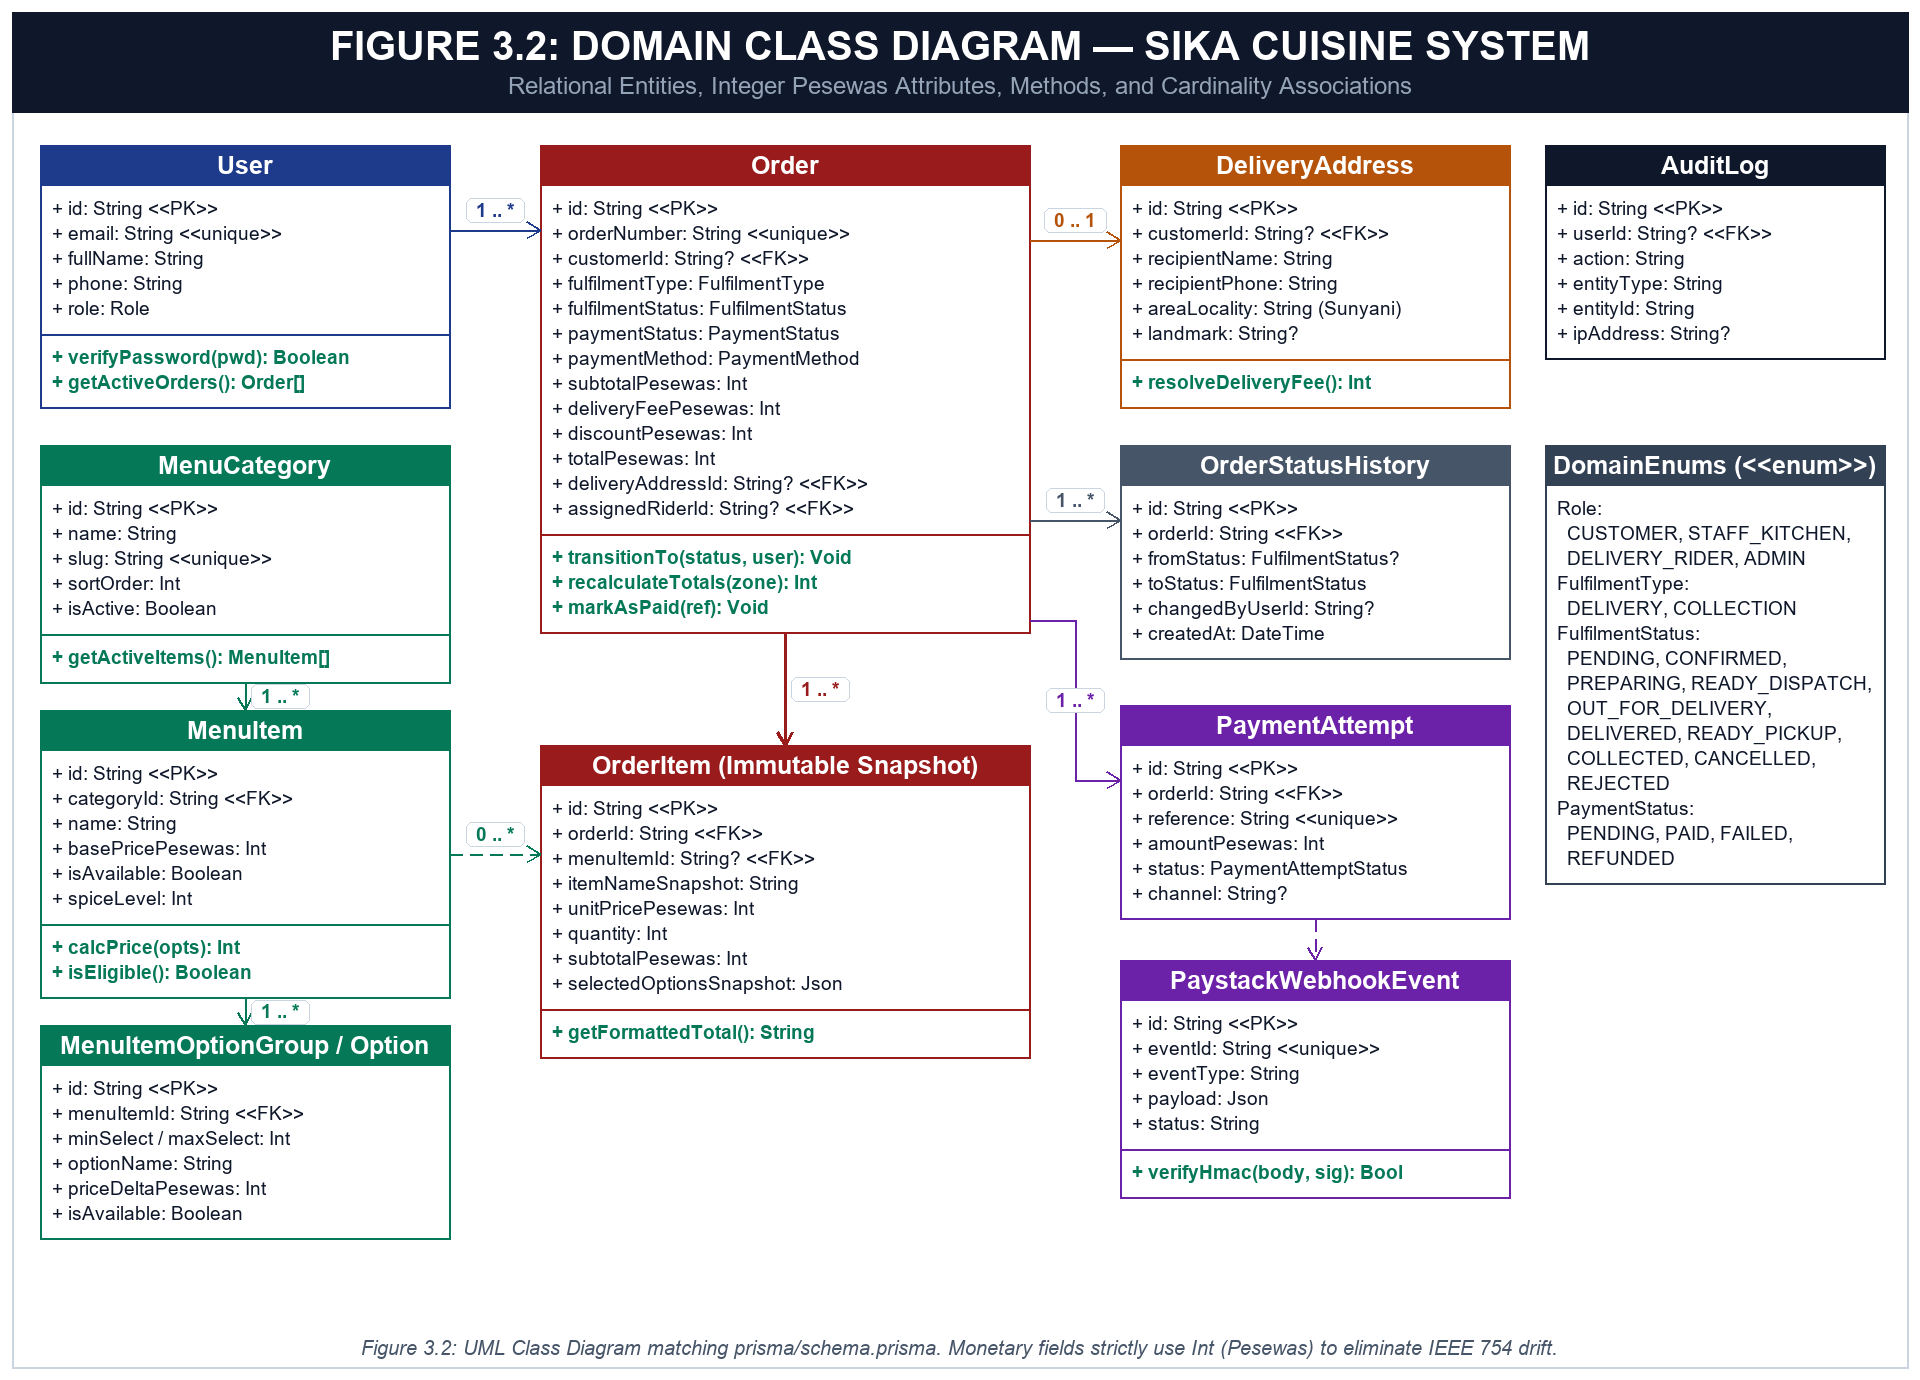 FIGURE 3.2: DOMAIN CLASS DIAGRAM — SIKA CUISINE SYSTEM
Relational Entities, Integer Pesewas Attributes, Methods, and Cardinality Associations
User
+ id: String <<PK>>
+ email: String <<unique>>
+ fullName: String
+ phone: String
+ role: Role
+ verifyPassword(pwd): Boolean
+ getActiveOrders(): Order[]
1 .. *
MenuCategory
+ id: String <<PK>>
+ name: String
+ slug: String <<unique>>
+ sortOrder: Int
+ isActive: Boolean
+ getActiveItems(): MenuItem[]
1 .. *
MenuItem
+ id: String <<PK>>
+ categoryId: String <<FK>>
+ name: String
+ basePricePesewas: Int
+ isAvailable: Boolean
+ spiceLevel: Int
+ calcPrice(opts): Int
+ isEligible(): Boolean
0 .. *
1 .. *
MenuItemOptionGroup / Option
+ id: String <<PK>>
+ menuItemId: String <<FK>>
+ minSelect / maxSelect: Int
+ optionName: String
+ priceDeltaPesewas: Int
+ isAvailable: Boolean
Order
+ id: String <<PK>>
+ orderNumber: String <<unique>>
+ customerId: String? <<FK>>
+ fulfilmentType: FulfilmentType
+ fulfilmentStatus: FulfilmentStatus
+ paymentStatus: PaymentStatus
+ paymentMethod: PaymentMethod
+ subtotalPesewas: Int
+ deliveryFeePesewas: Int
+ discountPesewas: Int
+ totalPesewas: Int
+ deliveryAddressId: String? <<FK>>
+ assignedRiderId: String? <<FK>>
+ transitionTo(status, user): Void
+ recalculateTotals(zone): Int
+ markAsPaid(ref): Void
1 .. *
OrderItem (Immutable Snapshot)
+ id: String <<PK>>
+ orderId: String <<FK>>
+ menuItemId: String? <<FK>>
+ itemNameSnapshot: String
+ unitPricePesewas: Int
+ quantity: Int
+ subtotalPesewas: Int
+ selectedOptionsSnapshot: Json
+ getFormattedTotal(): String
0 .. 1
DeliveryAddress
+ id: String <<PK>>
+ customerId: String? <<FK>>
+ recipientName: String
+ recipientPhone: String
+ areaLocality: String (Sunyani)
+ landmark: String?
+ resolveDeliveryFee(): Int
1 .. *
OrderStatusHistory
+ id: String <<PK>>
+ orderId: String <<FK>>
+ fromStatus: FulfilmentStatus?
+ toStatus: FulfilmentStatus
+ changedByUserId: String?
+ createdAt: DateTime
1 .. *
PaymentAttempt
+ id: String <<PK>>
+ orderId: String <<FK>>
+ reference: String <<unique>>
+ amountPesewas: Int
+ status: PaymentAttemptStatus
+ channel: String?
PaystackWebhookEvent
+ id: String <<PK>>
+ eventId: String <<unique>>
+ eventType: String
+ payload: Json
+ status: String
+ verifyHmac(body, sig): Bool
AuditLog
+ id: String <<PK>>
+ userId: String? <<FK>>
+ action: String
+ entityType: String
+ entityId: String
+ ipAddress: String?
DomainEnums (<<enum>>)
Role:
CUSTOMER, STAFF_KITCHEN,
DELIVERY_RIDER, ADMIN
FulfilmentType:
DELIVERY, COLLECTION
FulfilmentStatus:
PENDING, CONFIRMED,
PREPARING, READY_DISPATCH,
OUT_FOR_DELIVERY,
DELIVERED, READY_PICKUP,
COLLECTED, CANCELLED,
REJECTED
PaymentStatus:
PENDING, PAID, FAILED,
REFUNDED
Figure 3.2: UML Class Diagram matching prisma/schema.prisma. Monetary fields strictly use Int (Pesewas) to eliminate IEEE 754 drift.